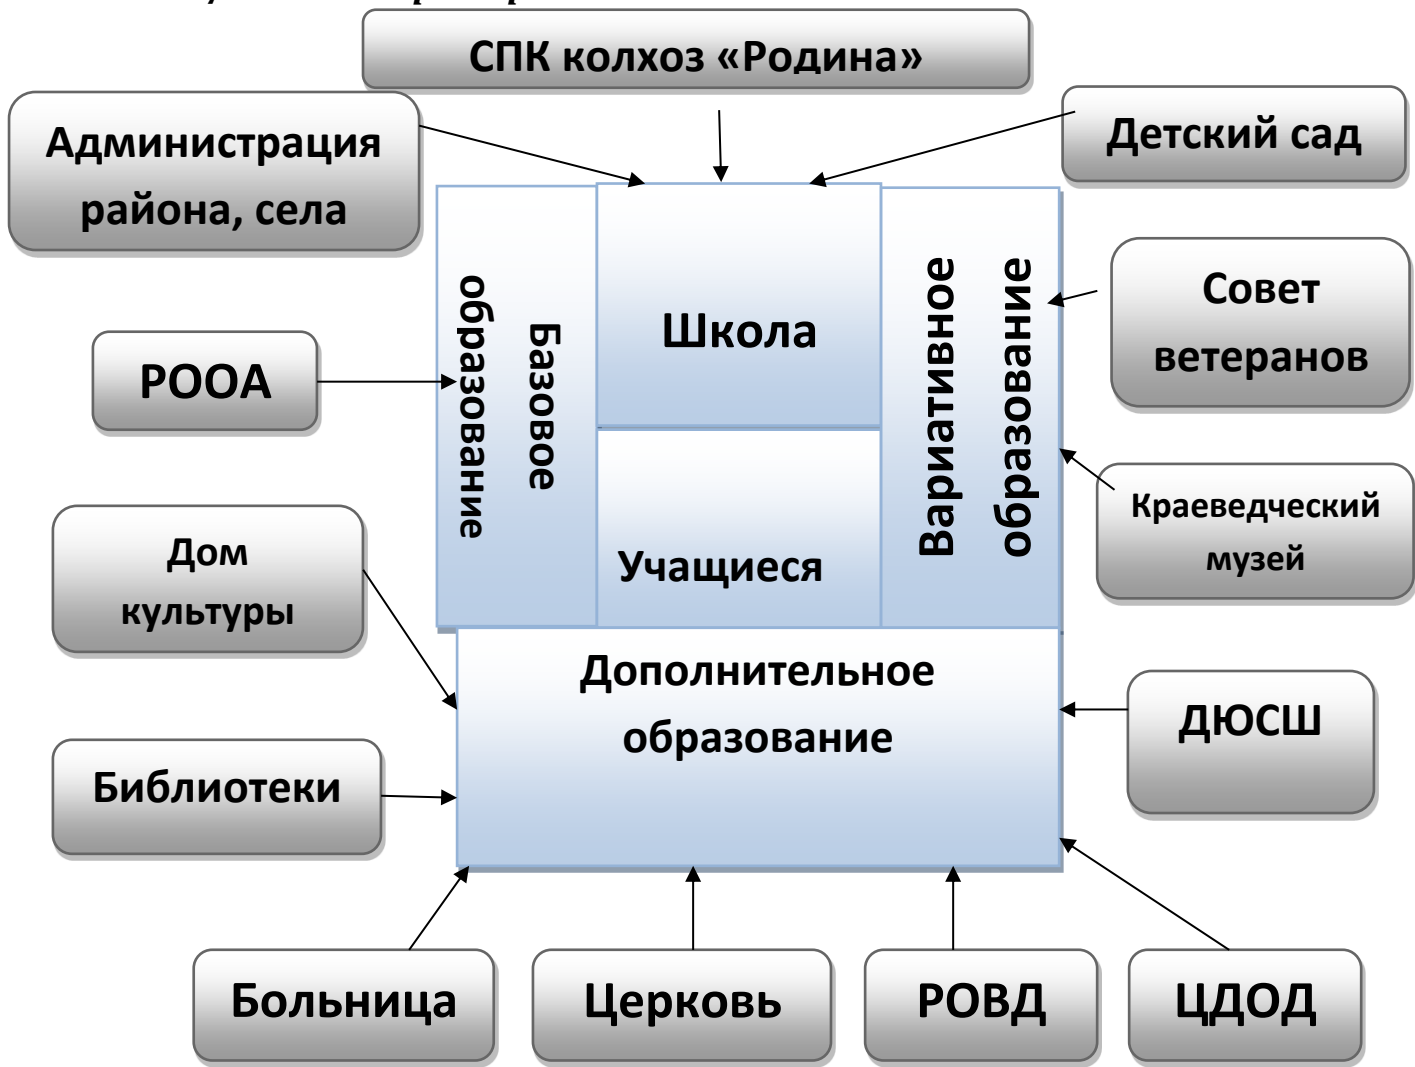 СПК колхоз «Родина»
Администрация
района, села
Детский сад
Школа
Базовое
образование
Вариативное
образование
Совет
ветеранов
РООА
Учащиеся
Краеведческий
музей
Дом
культуры
Дополнительное
образование
ДЮСШ
Библиотеки
Больница
Церковь
РОВД
ЦДОД